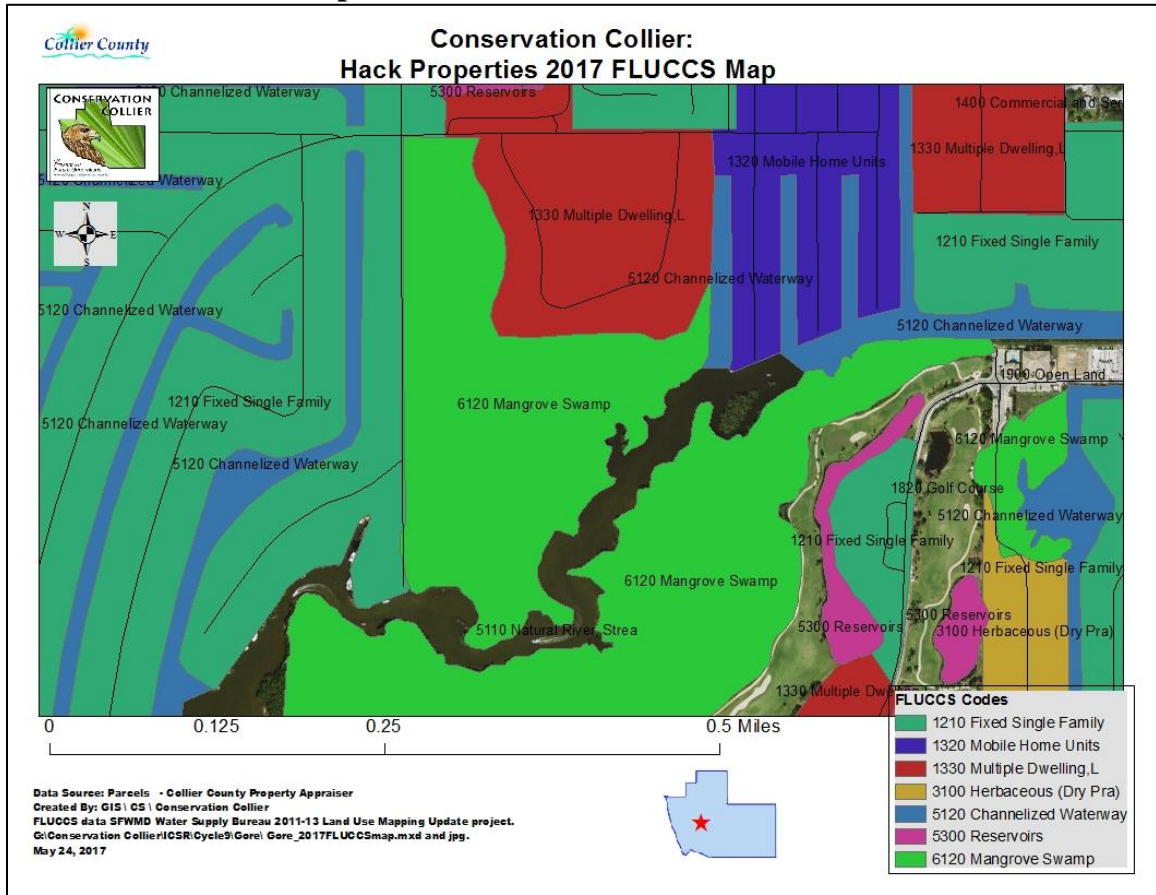 Collier County
Conservation Collier:
Hack Properties 2017 FLUCCS Map
CONSERVATION
COLLIER
Channelized Waterway
5300 Reservoirs
1400 Commercial and Ser
1320 Mobile Home Units
1330 Multiple Dwelling,L
5120 Channelized Waterway
N
W E
S
1330 Multiple Dwelling,L
1210 Fixed Single Family
5120 Channelized Waterway
5120 Channelized Waterway
5120 Channelized Waterway
1900 Open Land
1210 Fixed Single Family
6120 Mangrove Swamp
5120 Channelized Waterway
6120 Mangrove Swamp
5120 Channelized Waterway
1820 Golf Course
5120 Channelized Waterway
1210 Fixed Single Family
1210 Fixed Single Family
6120 Mangrove Swamp
5300 Reservoirs
5110 Natural River, Strea
5300 Reservoirs
3100 Herbaceous (Dry Pra)
1330 Multiple Dwelling
0 0.125 0.25 0.5 Miles
FLUCCS Codes
1210 Fixed Single Family
1320 Mobile Home Units
1330 Multiple Dwelling,L
3100 Herbaceous (Dry Pra)
5120 Channelized Waterway
5300 Reservoirs
6120 Mangrove Swamp
Data Source: Parcels - Collier County Property Appraiser
Created By: GIS \ CS \ Conservation Collier
FLUCCS data SFWMD Water Supply Bureau 2011-13 Land Use Mapping Update project.
G:\Conservation Collier\ICSR\Cycle9\Gore\ Gore_2017FLUCCSmap.mxd and jpg.
May 24, 2017